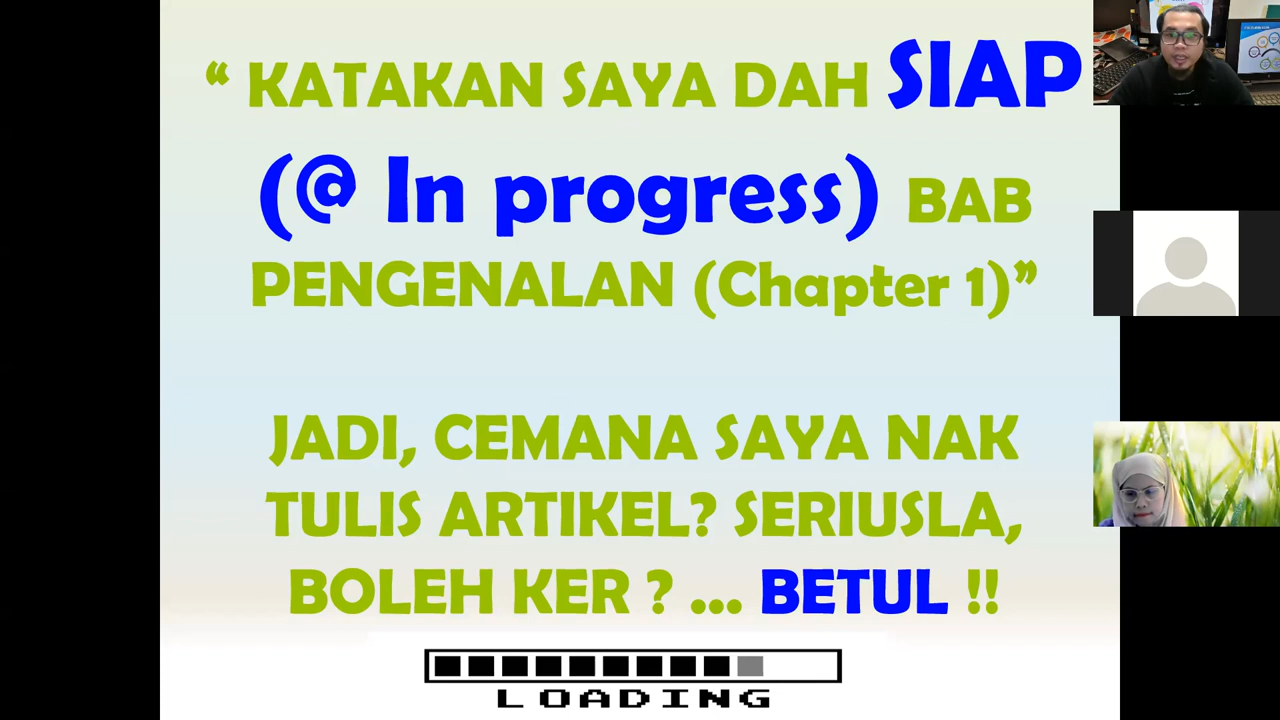 “ KATAKAN SAYA DAH SIAP
(@ In progress) BAB
PENGENALAN (Chapter 1)”
JADI, CEMANA SAYA NAK
TULIS ARTIKEL? SERIUSLA,
BOLEH KER ? ... BETUL !!
LOADING